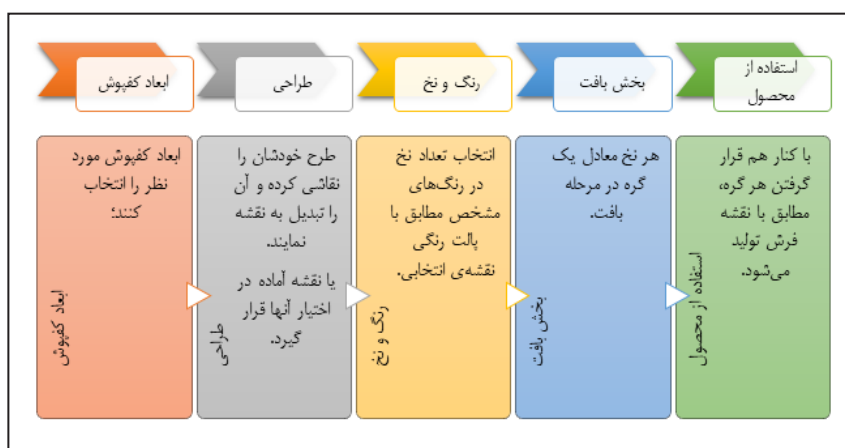 ابعاد کفپوش
طراحی
رنگ و نخ
بخش بافت
استفاده از
محصول
ابعاد کفپوش مورد
نظر را انتخاب
کنند؛
ابعاد کفپوش
طرح خودشان را
نقاشی کرده و آن
را تبدیل به نقشه
نمایند.
یا نقشه آماده در
اختیار آنها قرار
گیرد.
طراحی
انتخاب تعداد نخ
در رنگ‌های
مشخص مطابق با
پالت رنگی
نقشه‌ی انتخابی.
رنگ و نخ
هر نخ معادل یک
گره در مرحله
بافت.
بخش بافت
با کنار هم قرار
گرفتن هر گره،
مطابق با نقشه
فرش تولید
می‌شود.
استفاده از محصول